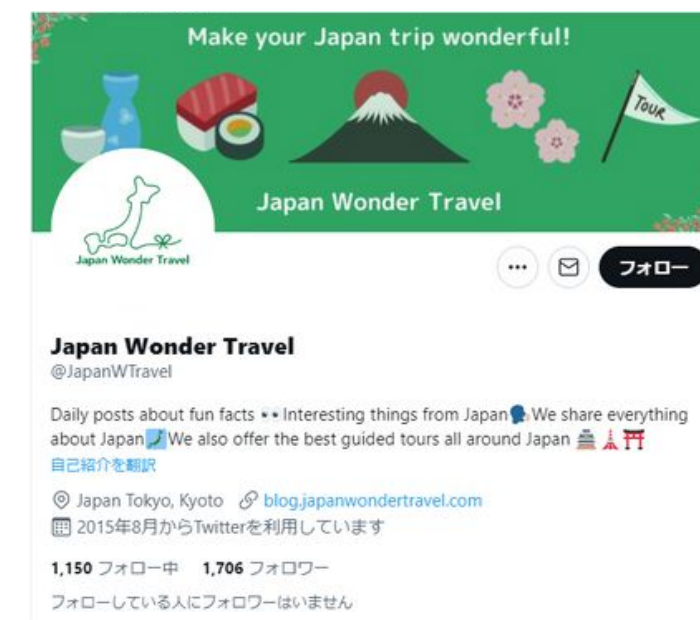 Make your Japan trip wonderful!
TOUR
Japan Wonder Travel
Japan Wonder Travel
フォロー
Japan Wonder Travel
@JapanWTravel
Daily posts about fun facts 👀Interesting things from Japan🗣️We share everything
about Japan🗾We also offer the best guided tours all around Japan 🏯🗼⛩️
自己紹介を翻訳
Japan Tokyo, Kyoto blog.japanwondertravel.com
2015年8月からTwitterを利用しています
1,150 フォロー中 1,706 フォロワー
フォローしている人にフォロワーはいません